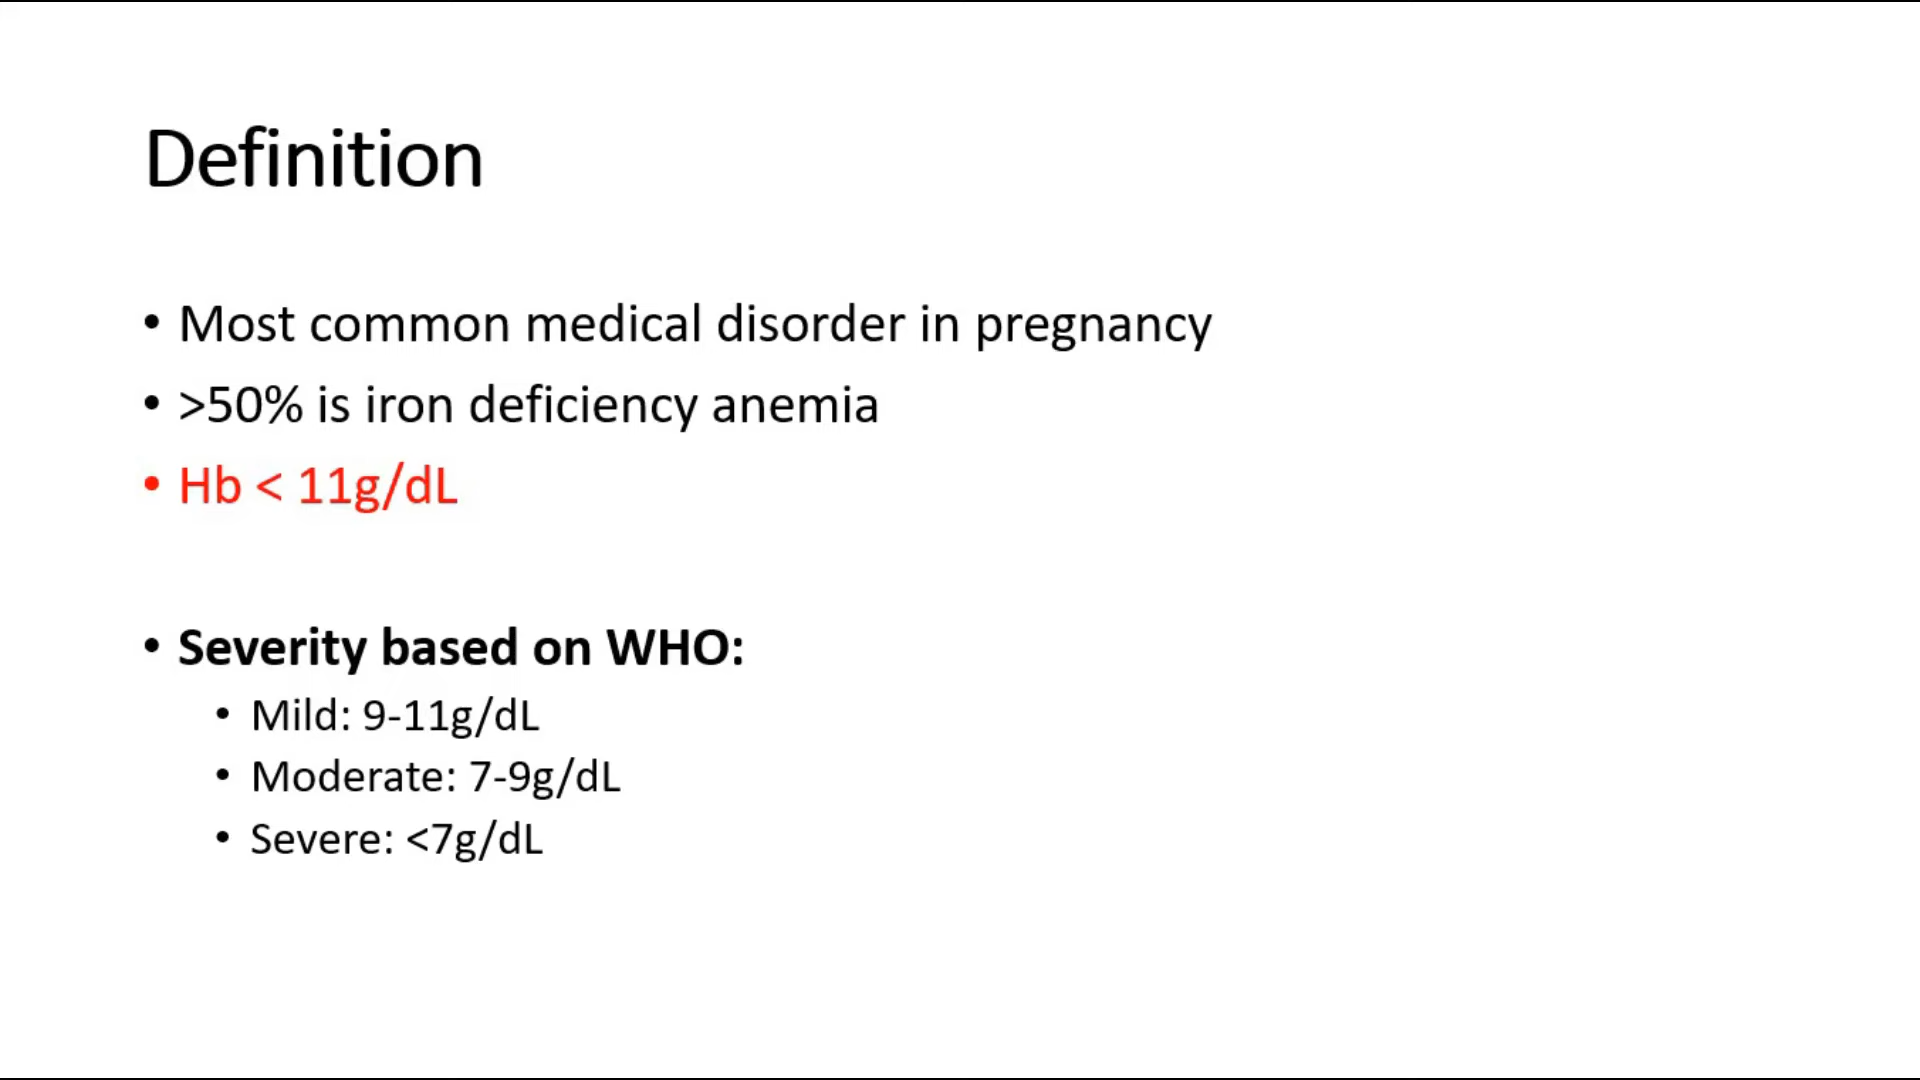 Definition
• Most common medical disorder in pregnancy
• >50% is iron deficiency anemia
• Hb < 11g/dL
• Severity based on WHO:
• Mild: 9-11g/dL
• Moderate: 7-9g/dL
• Severe: <7g/dL